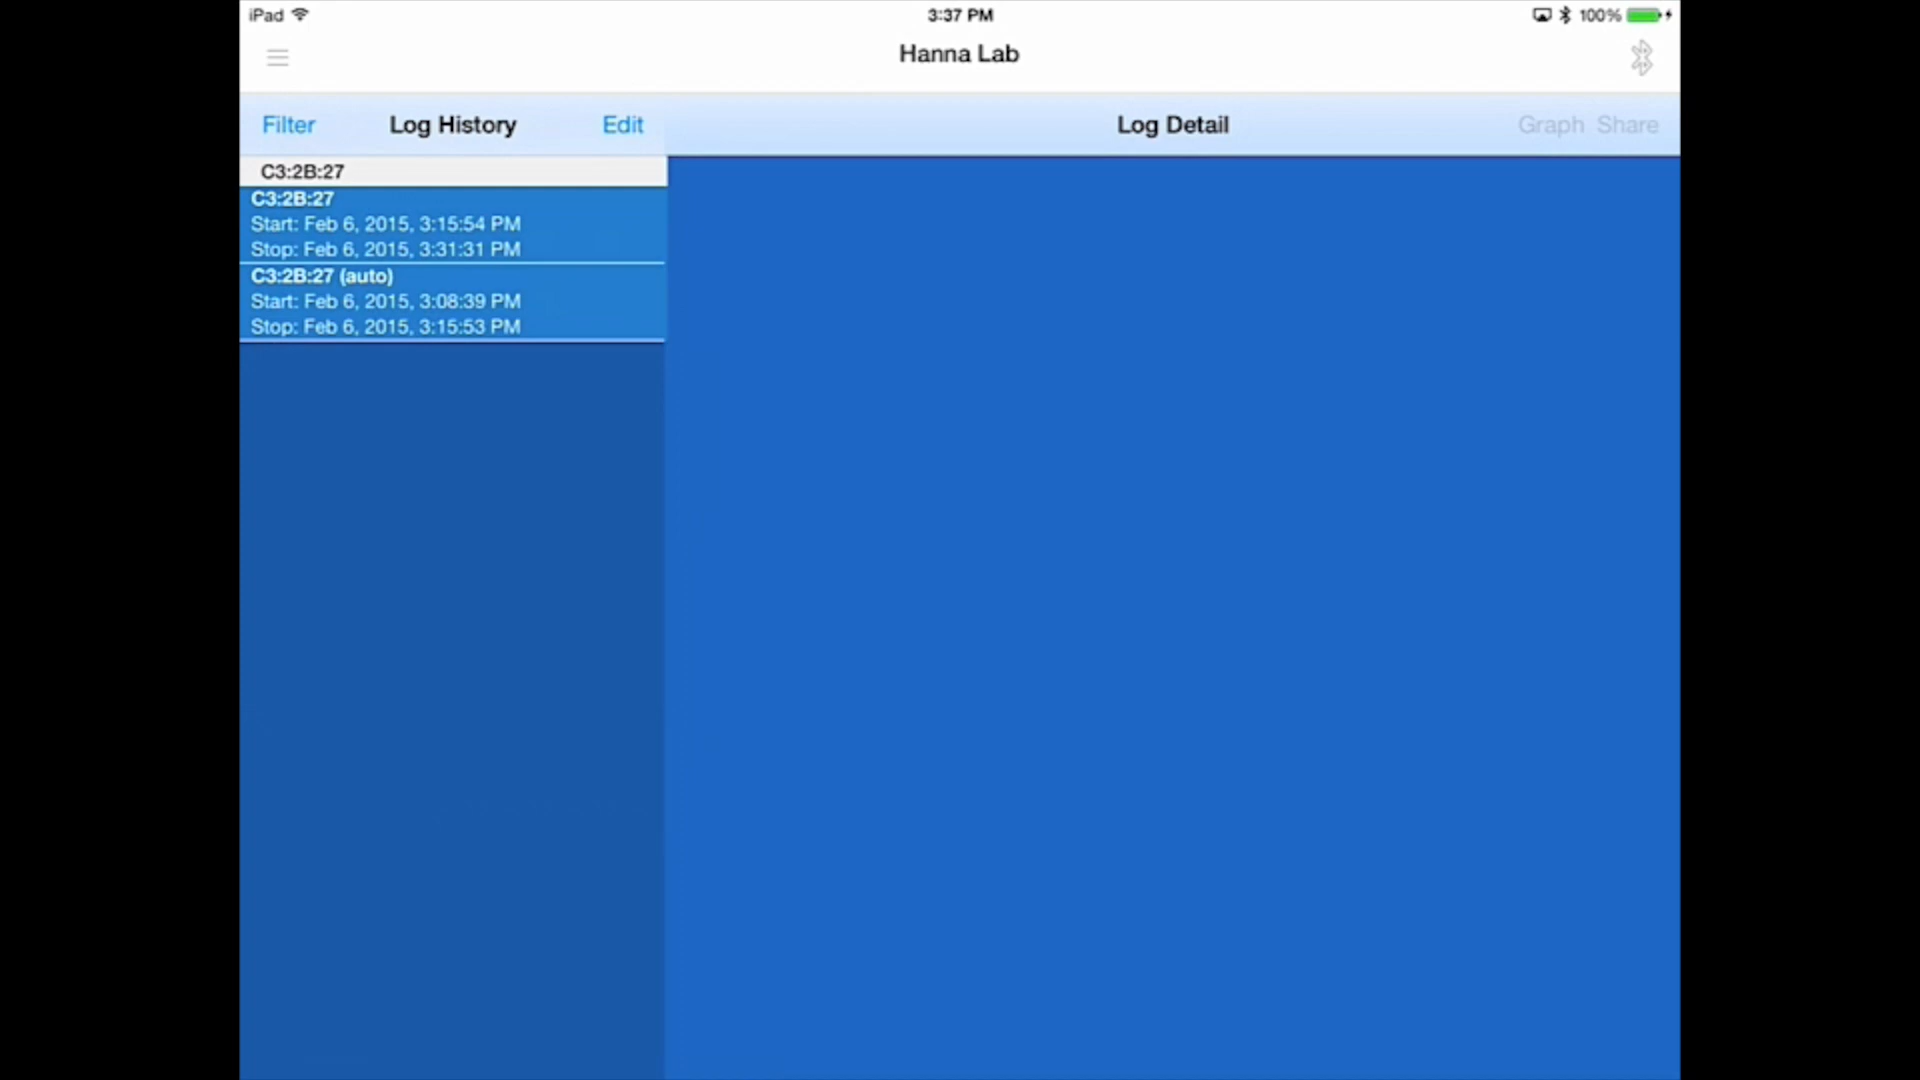 iPad
3:37 PM
100%
Hanna Lab
Filter
Log History
Edit
Log Detail
Graph
Share
C3:2B:27
C3:2B:27
Start: Feb 6, 2015, 3:15:54 PM
Stop: Feb 6, 2015, 3:31:31 PM
C3:2B:27 (auto)
Start: Feb 6, 2015, 3:08:39 PM
Stop: Feb 6, 2015, 3:15:53 PM